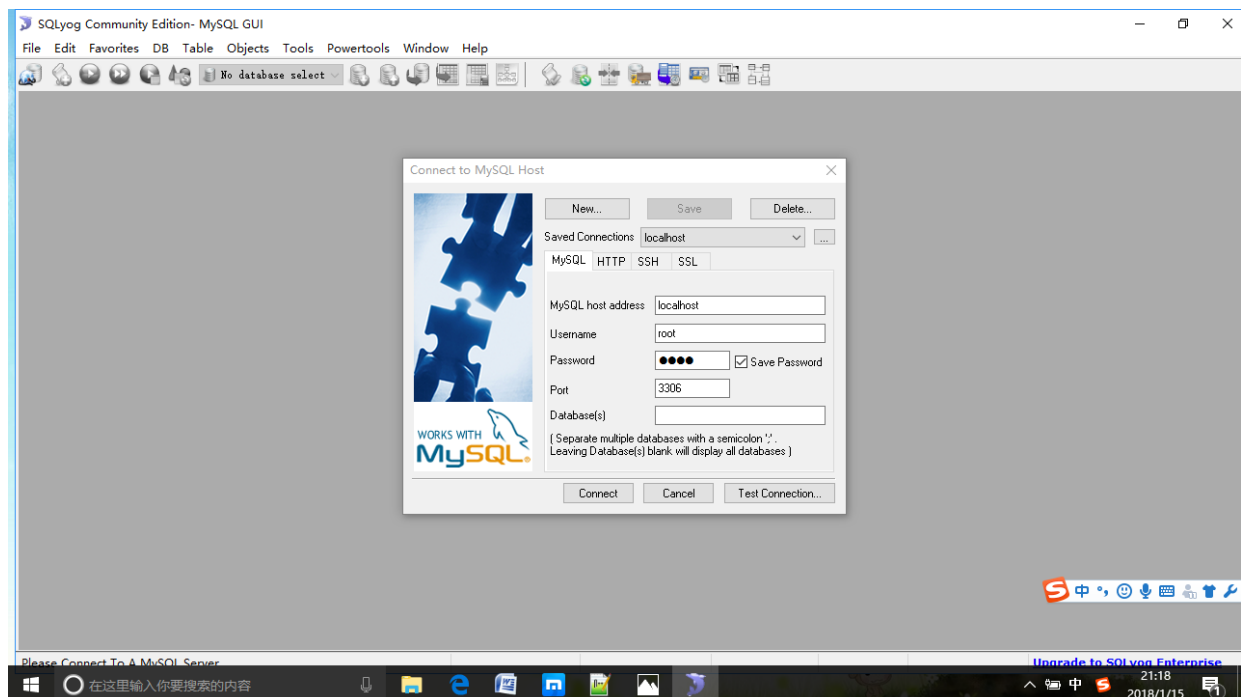 SQLyog Community Edition- MySQL GUI
File Edit Favorites DB Table Objects Tools Powertools Window Help
No database select
Connect to MySQL Host
New... Save Delete...
Saved Connections localhost ...
MySQL HTTP SSH SSL
MySQL host address localhost
Username root
Password ●●●● Save Password
Port 3306
Database(s)
[ Separate multiple databases with a semicolon ';' .
Leaving Database(s) blank will display all databases ]
WORKS WITH
MySQL®
Connect Cancel Test Connection...
中
Please Connect To A MySQL Server
Upgrade to SQLyog Enterprise
在这里输入你要搜索的内容
中
21:18
2018/1/15
1